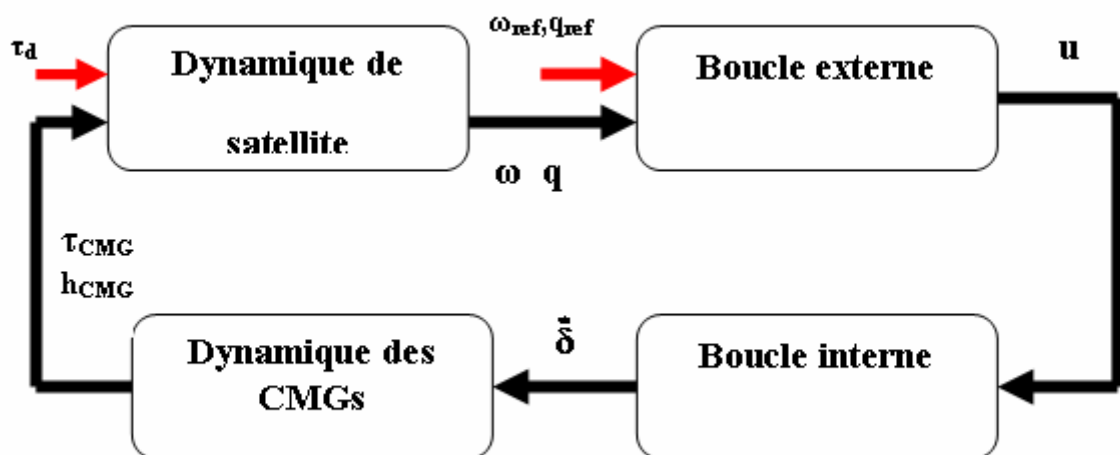 τd
Dynamique de
satellite
ωref,qref
Boucle externe
u
ω q
τCMG
hCMG
Dynamique des
CMGs
δ̇
Boucle interne